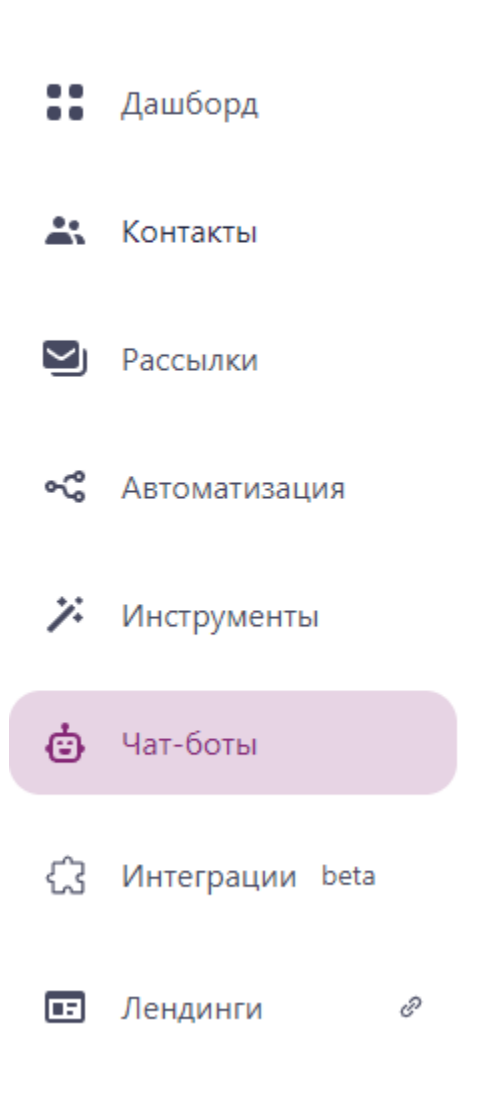 Дашборд
Контакты
Рассылки
Автоматизация
Инструменты
Чат-боты
Интеграции beta
Лендинги